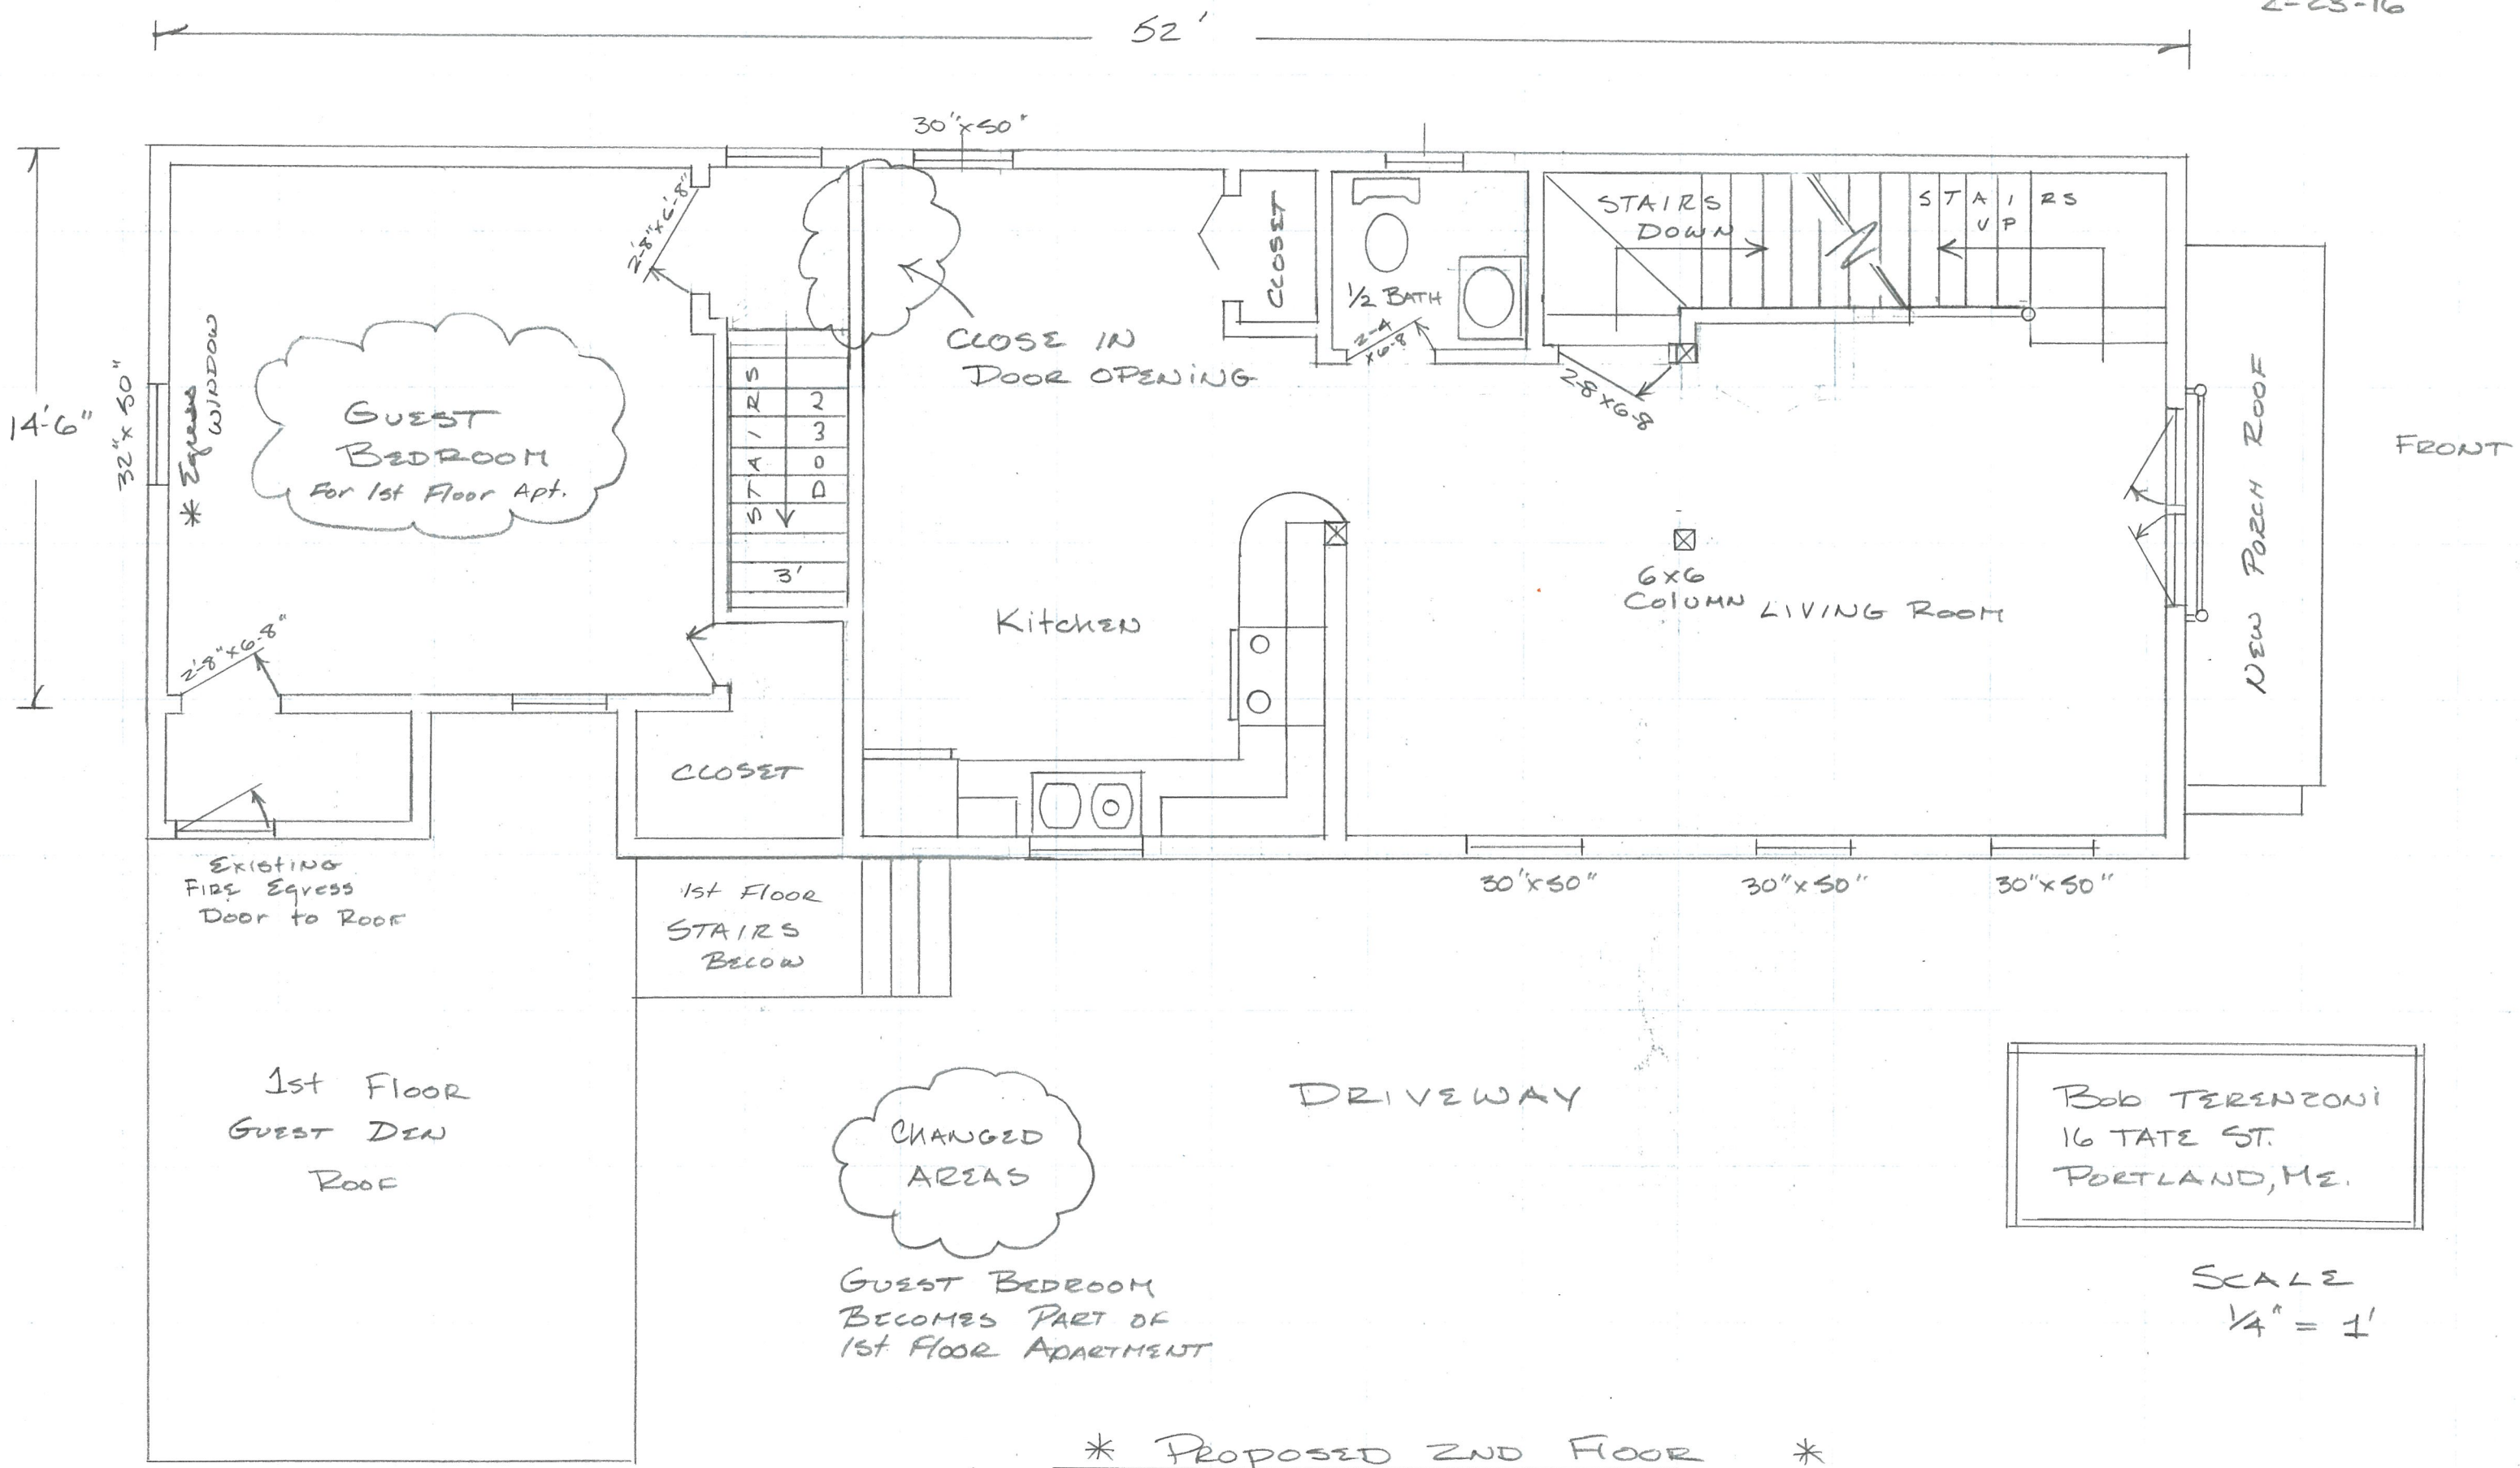 2-23-16
52'
30"x50"
14'-6"
32"x50"
* Egress
WINDOW
2'-8"x6'-8"
GUEST
BEDROOM
For 1st Floor Apt.
STAIRS
DOWN
3'
CLOSE IN
DOOR OPENING
CLOSET
1/2 BATH
2-4
x6-8
STAIRS
DOWN
STAIRS
UP
2-8x6-8
NEW PORCH ROOF
FRONT
Kitchen
6x6
COLUMN
LIVING ROOM
2'-8"x6-8"
CLOSET
EXISTING
FIRE Egress
Door to Roof
1st Floor
STAIRS
BELOW
30"x50"
30"x50"
30"x50"
1st FLOOR
GUEST DEN
ROOF
CHANGED
AREAS
DRIVEWAY
Bob TERENZONI
16 TATE ST.
PORTLAND, ME.
GUEST BEDROOM
BECOMES PART OF
1st FLOOR APARTMENT
SCALE
1/4" = 1'
* PROPOSED 2ND FLOOR *